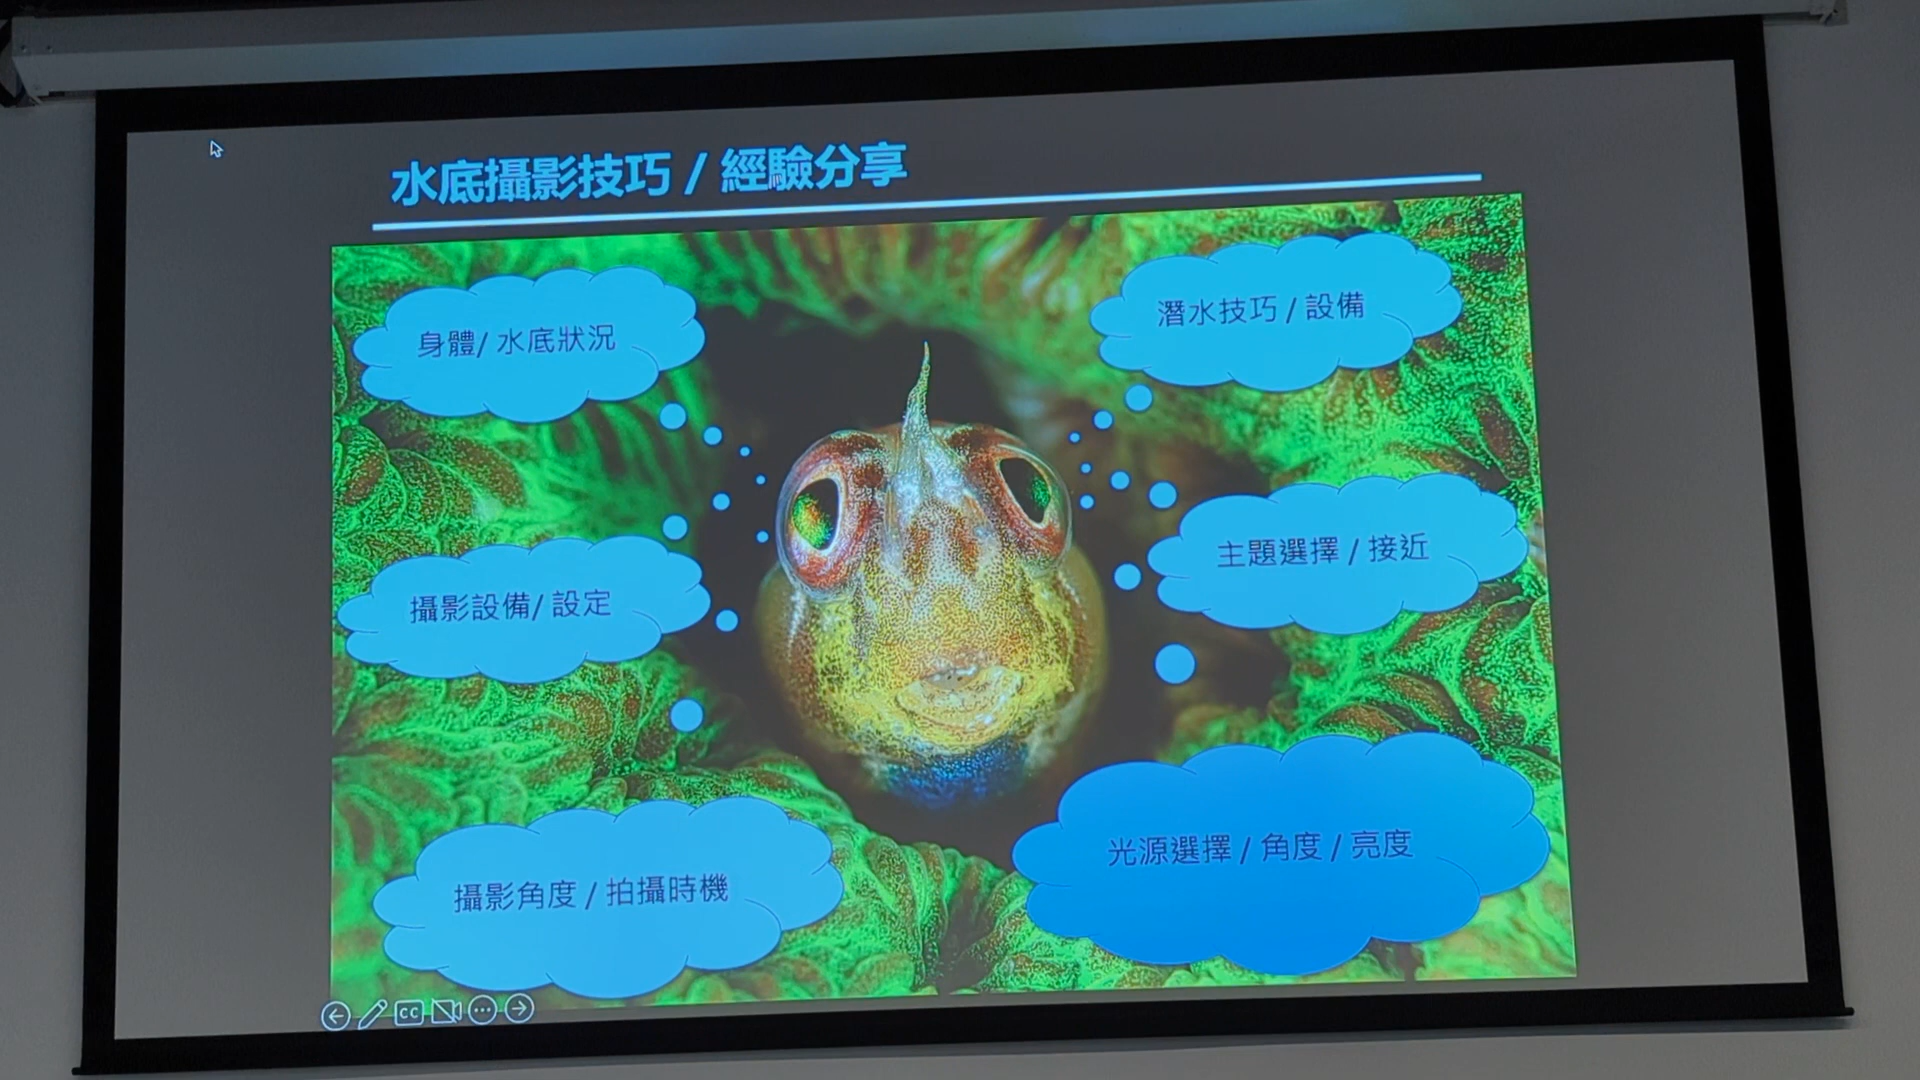 水底攝影技巧 / 經驗分享
身體/ 水底狀況
潛水技巧 / 設備
攝影設備/ 設定
主題選擇 / 接近
攝影角度 / 拍攝時機
光源選擇 / 角度 / 亮度
CC